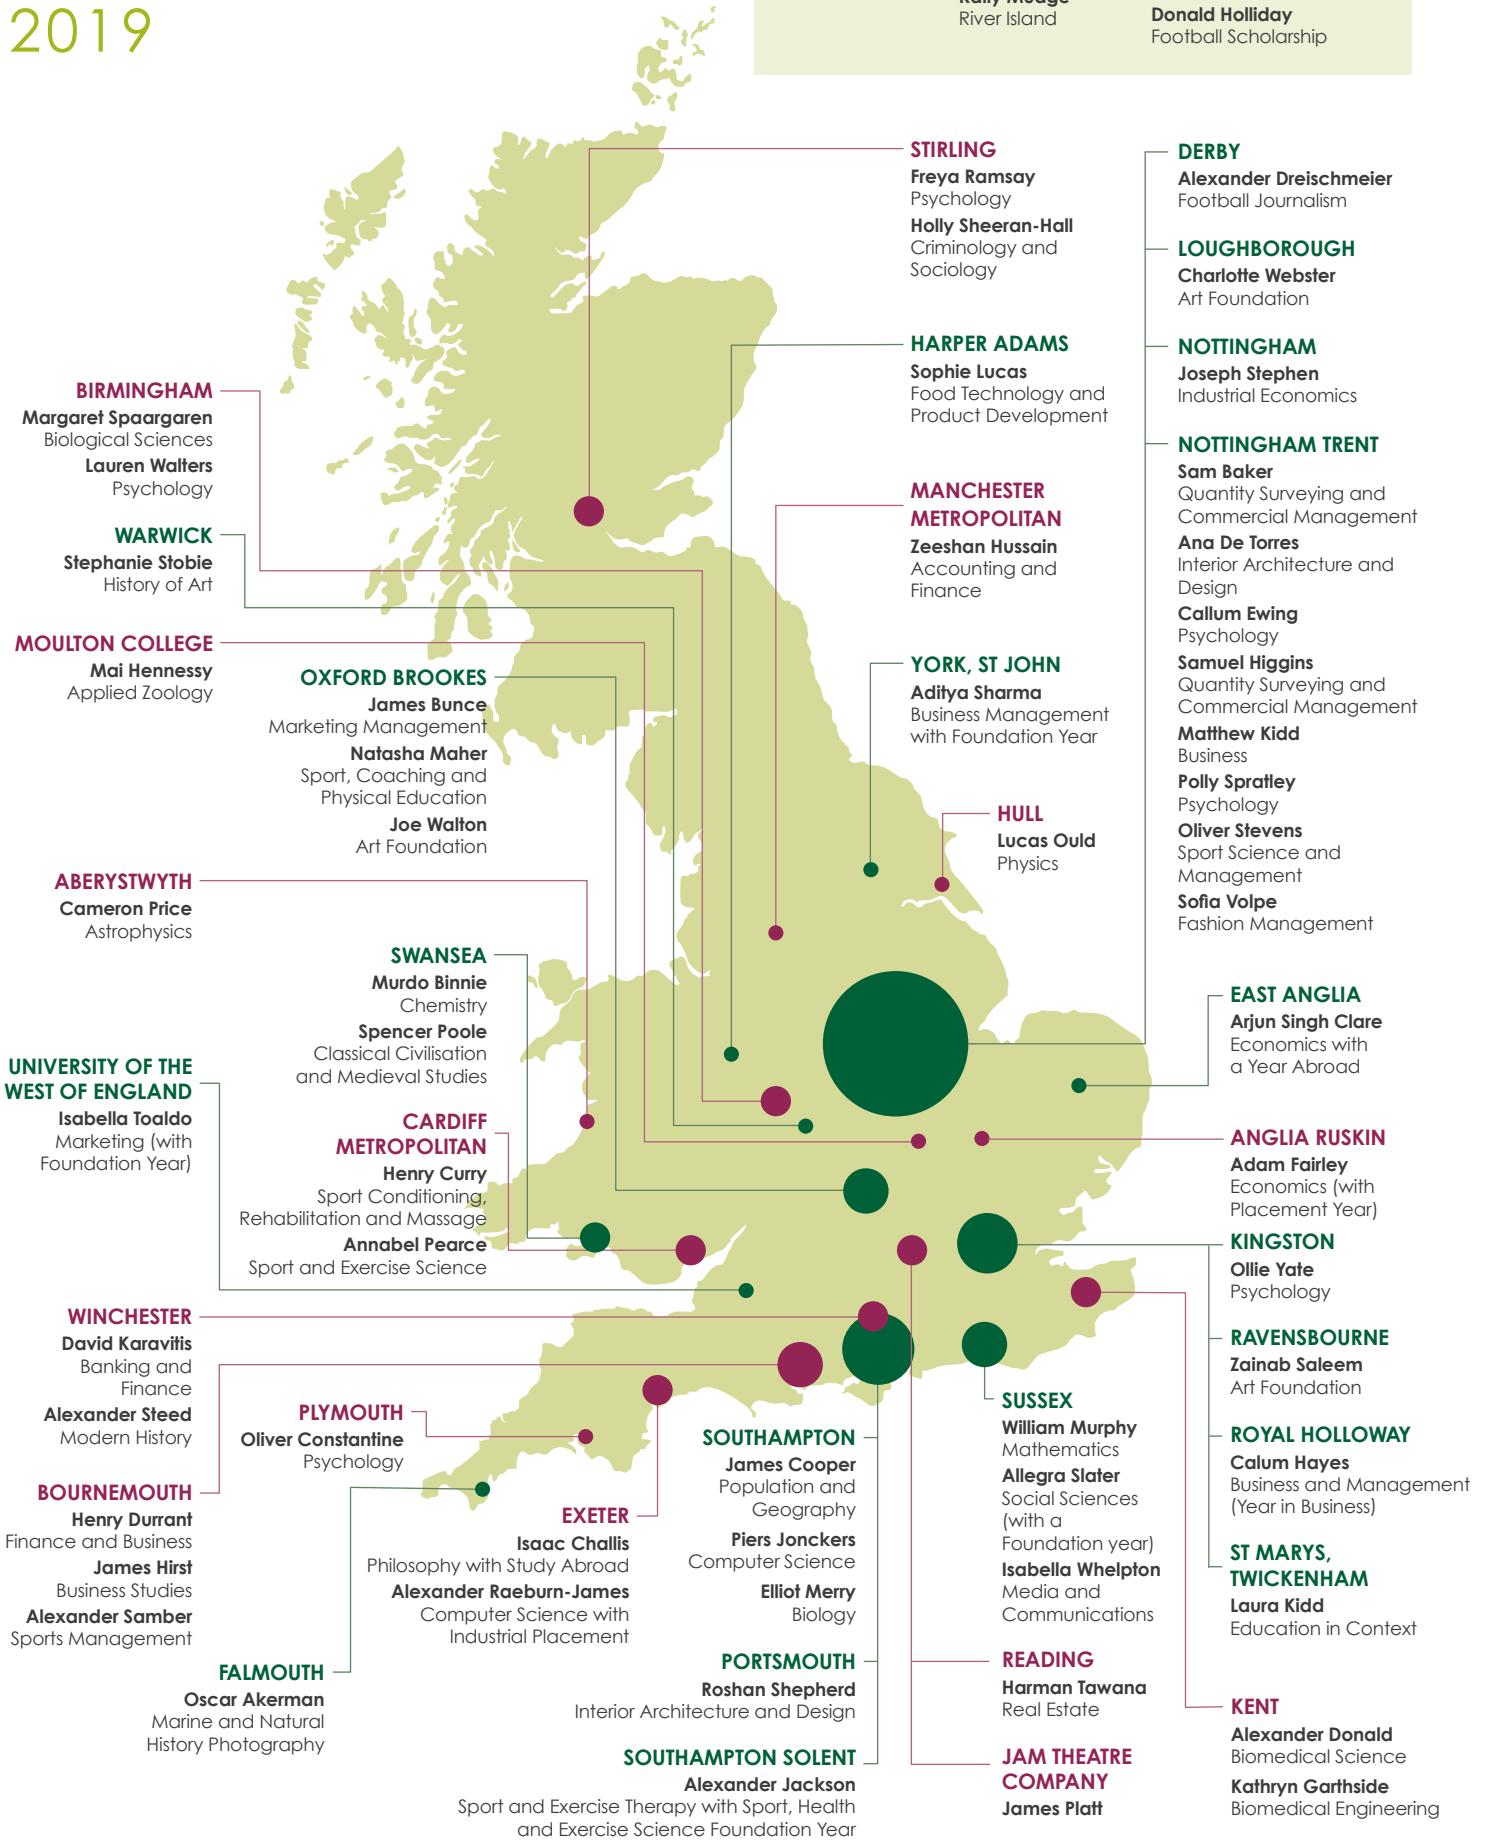 2019
Rally Mudge
River Island
Donald Holliday
Football Scholarship
STIRLING
Freya Ramsay
Psychology
Holly Sheeran-Hall
Criminology and
Sociology
HARPER ADAMS
Sophie Lucas
Food Technology and
Product Development
MANCHESTER
METROPOLITAN
Zeeshan Hussain
Accounting and
Finance
YORK, ST JOHN
Aditya Sharma
Business Management
with Foundation Year
HULL
Lucas Ould
Physics
DERBY
Alexander Dreischmeier
Football Journalism
LOUGHBOROUGH
Charlotte Webster
Art Foundation
NOTTINGHAM
Joseph Stephen
Industrial Economics
NOTTINGHAM TRENT
Sam Baker
Quantity Surveying and
Commercial Management
Ana De Torres
Interior Architecture and
Design
Callum Ewing
Psychology
Samuel Higgins
Quantity Surveying and
Commercial Management
Matthew Kidd
Business
Polly Spratley
Psychology
Oliver Stevens
Sport Science and
Management
Sofia Volpe
Fashion Management
BIRMINGHAM
Margaret Spaargaren
Biological Sciences
Lauren Walters
Psychology
WARWICK
Stephanie Stobie
History of Art
MOULTON COLLEGE
Mai Hennessy
Applied Zoology
OXFORD BROOKES
James Bunce
Marketing Management
Natasha Maher
Sport, Coaching and
Physical Education
Joe Walton
Art Foundation
ABERYSTWYTH
Cameron Price
Astrophysics
SWANSEA
Murdo Binnie
Chemistry
Spencer Poole
Classical Civilisation
and Medieval Studies
UNIVERSITY OF THE
WEST OF ENGLAND
Isabella Toaldo
Marketing (with
Foundation Year)
CARDIFF
METROPOLITAN
Henry Curry
Sport Conditioning,
Rehabilitation and Massage
Annabel Pearce
Sport and Exercise Science
WINCHESTER
David Karavitis
Banking and
Finance
Alexander Steed
Modern History
PLYMOUTH
Oliver Constantine
Psychology
BOURNEMOUTH
Henry Durrant
Finance and Business
James Hirst
Business Studies
Alexander Samber
Sports Management
EXETER
Isaac Challis
Philosophy with Study Abroad
Alexander Raeburn-James
Computer Science with
Industrial Placement
FALMOUTH
Oscar Akerman
Marine and Natural
History Photography
SOUTHAMPTON
James Cooper
Population and
Geography
Piers Jonckers
Computer Science
Elliot Merry
Biology
PORTSMOUTH
Roshan Shepherd
Interior Architecture and Design
SOUTHAMPTON SOLENT
Alexander Jackson
Sport and Exercise Therapy with Sport, Health
and Exercise Science Foundation Year
SUSSEX
William Murphy
Mathematics
Allegra Slater
Social Sciences
(with a
Foundation year)
Isabella Whelpton
Media and
Communications
READING
Harman Tawana
Real Estate
JAM THEATRE
COMPANY
James Platt
EAST ANGLIA
Arjun Singh Clare
Economics with
a Year Abroad
ANGLIA RUSKIN
Adam Fairley
Economics (with
Placement Year)
KINGSTON
Ollie Yate
Psychology
RAVENSBOURNE
Zainab Saleem
Art Foundation
ROYAL HOLLOWAY
Calum Hayes
Business and Management
(Year in Business)
ST MARYS,
TWICKENHAM
Laura Kidd
Education in Context
KENT
Alexander Donald
Biomedical Science
Kathryn Garthside
Biomedical Engineering